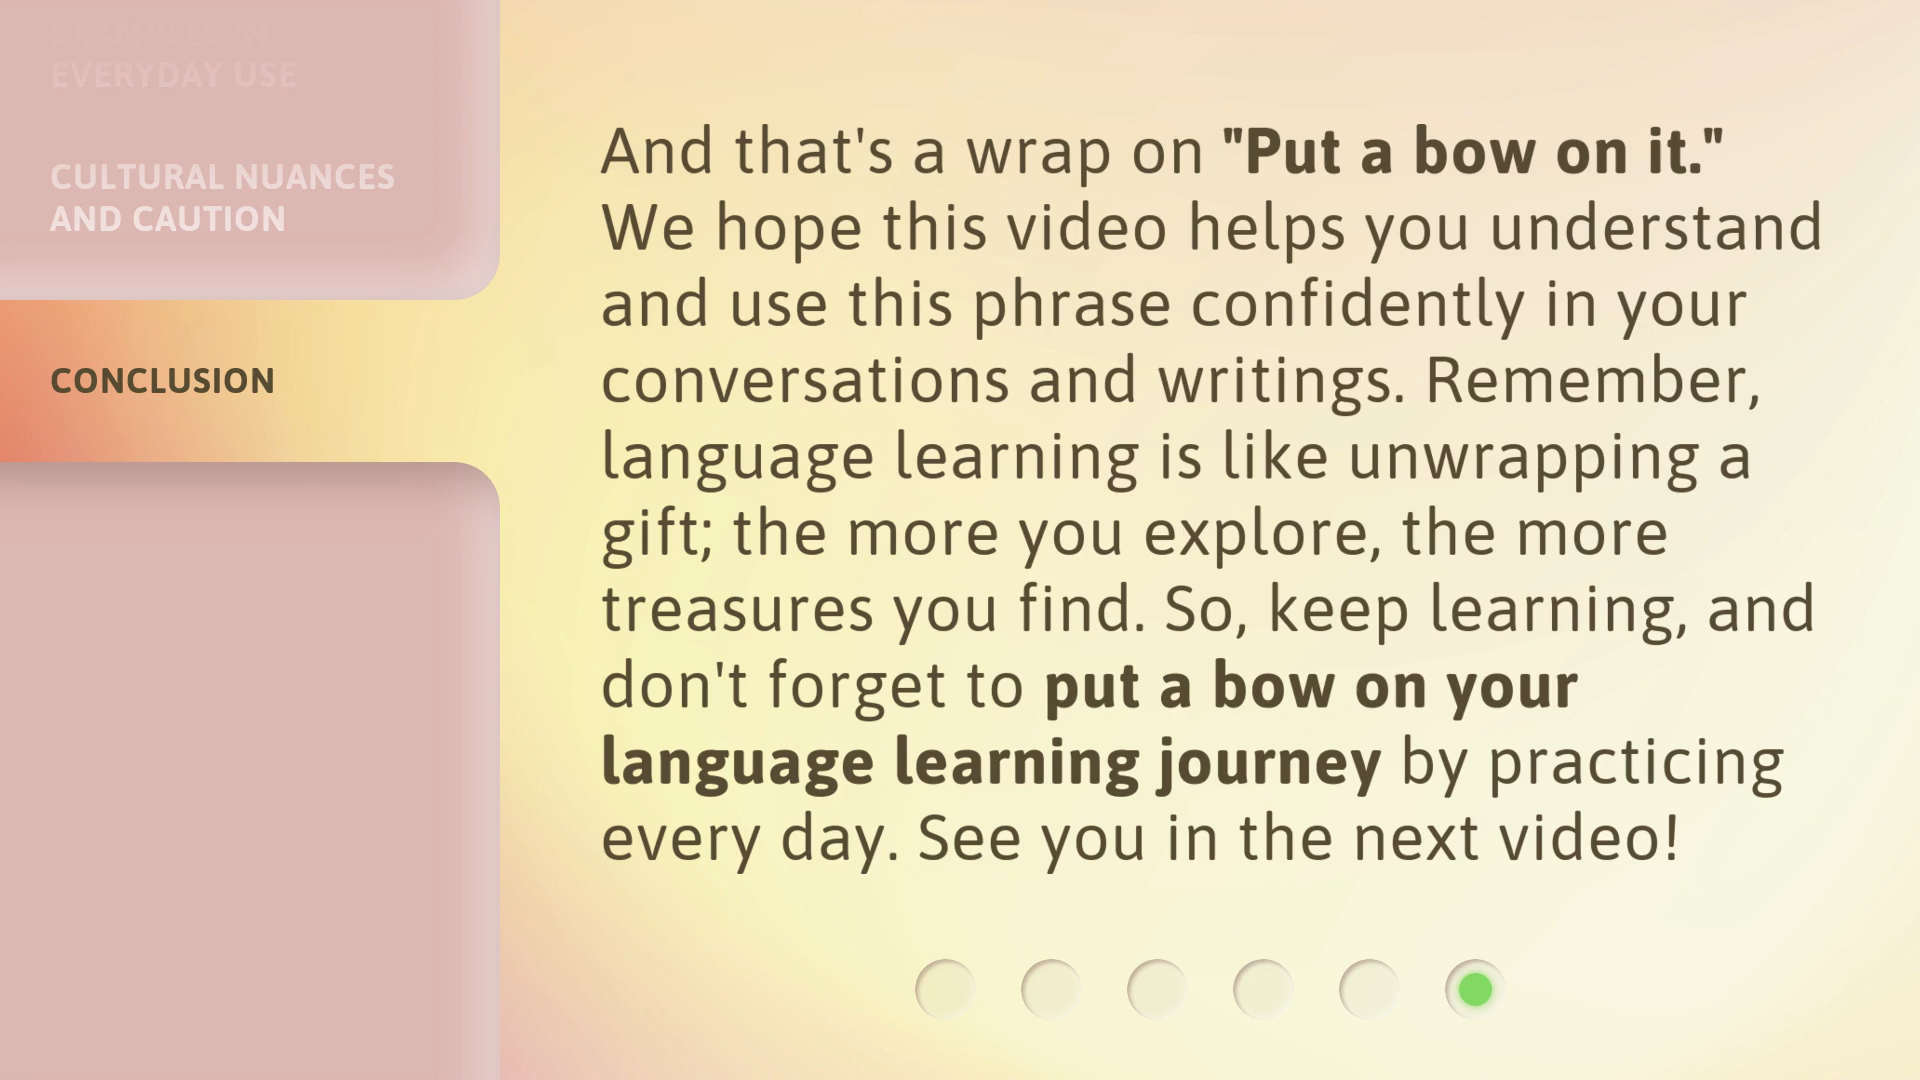 EXAMPLES IN
EVERYDAY USE
CULTURAL NUANCES
AND CAUTION
CONCLUSION
And that's a wrap on "Put a bow on it."
We hope this video helps you understand
and use this phrase confidently in your
conversations and writings. Remember,
language learning is like unwrapping a
gift; the more you explore, the more
treasures you find. So, keep learning, and
don't forget to put a bow on your
language learning journey by practicing
every day. See you in the next video!